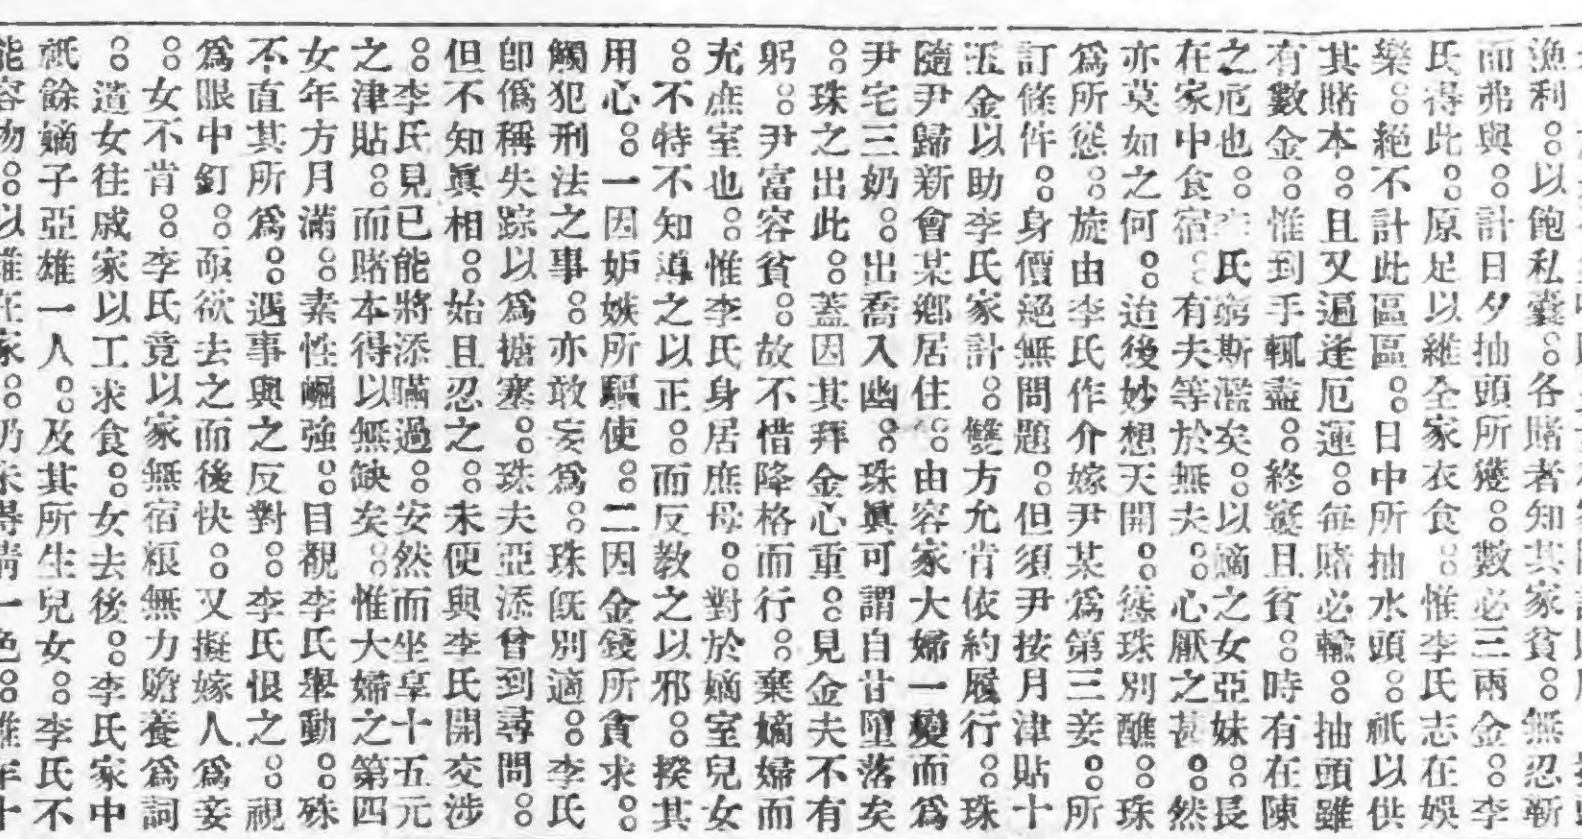 漁利。以飽私囊。各賭者知其家貧。無忍靳
而弗與。計日夕抽頭所獲。數必三兩金。李
氏得此。原足以維全家衣食。惟李氏志在娛
樂。絕不計此區區。日中所抽水頭。祇以供
其賭本。且又遍逢厄運。每賭必輸。抽頭雖
有數金。惟到手輒盡。終窶且貧。時有在陳
之厄也。氏窮斯濫矣。以嫡之女亞妹長
在家中食宿。有夫等於無夫。心厭之甚。然
亦莫如之何。迨後妙想天開。慫珠別醮。珠
為所慫。旋由李氏作介嫁尹某為第三妾。所
訂條件。身價絕無問題。但須尹按月津貼十
五金以助李氏家計。雙方允肯依約履行。珠
隨尹歸新會某鄉居住。由容家大婦一變而為
尹宅三奶。出喬入幽。珠眞可謂自甘墮落矣
。珠之出此。蓋因其拜金心重。見金夫不有
躬。尹富容貧。故不惜降格而行。棄嫡婦而
充庶室也。惟李氏身居庶母。對於嫡室兒女
。不特不知導之以正。而反教之以邪。揆其
用心。一因妒嫉所驅使。二因金錢所貪求。
觸犯刑法之事。亦敢妄為。珠既別適。李氏
即僞稱失踪以為搪塞。珠夫亞添曾到尋問。
但不知眞相。始且忍之。未便與李氏開交涉
。李氏見已能將添瞞過。安然而坐享十五元
之津貼。而賭本得以無缺矣。惟大婦之第四
女年方月滿。素性崛強。目覩李氏舉動。殊
不直其所為。遇事與之反對。李氏恨之。視
為眼中釘。亟欲去之而後快。又擬嫁人為妾
。女不肯。李氏竟以家無宿粮無力贍養為詞
。遣女往戚家以工求食。女去後。李氏家中
祇餘嫡子亞雄一人。及其所生兒女。李氏不
能容物。以雄在家。仍未得清一色。雖年十